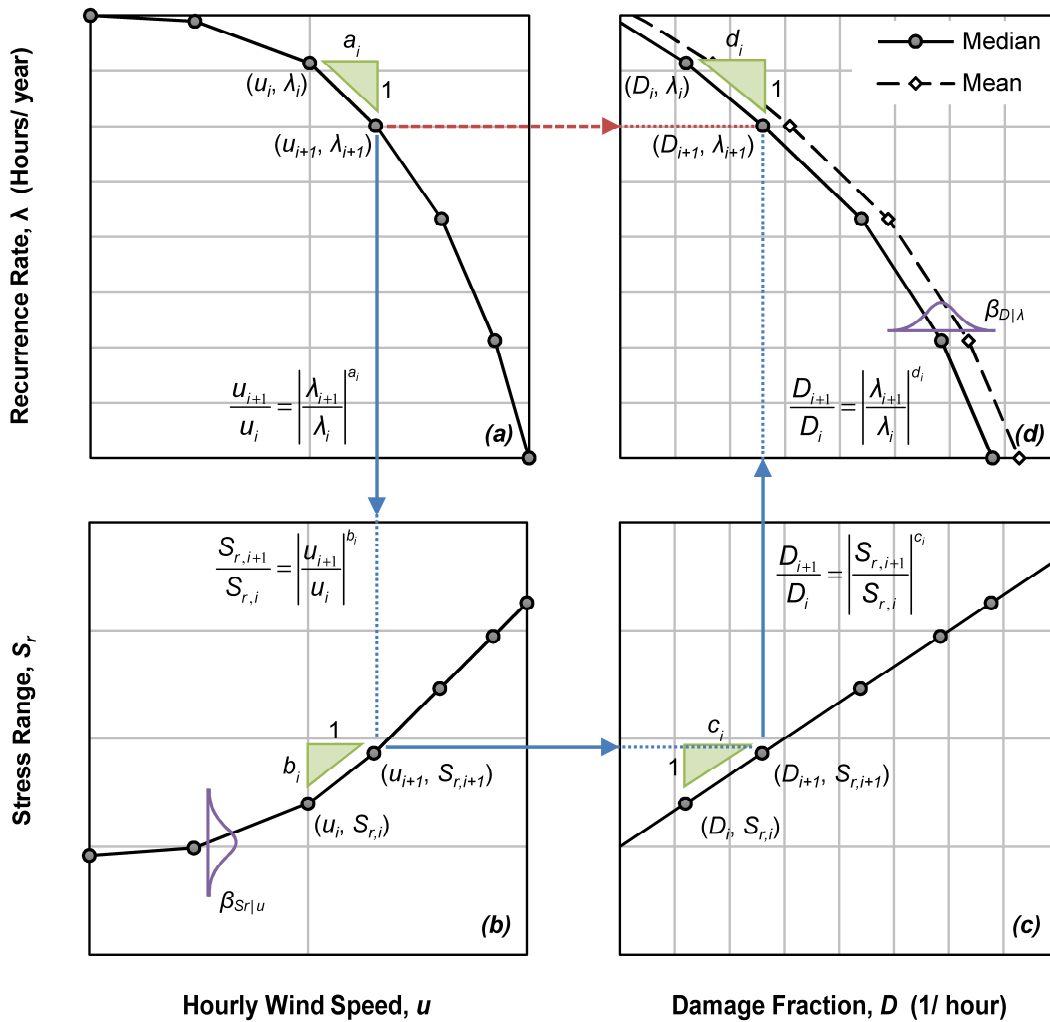 Recurrence Rate, λ (Hours/ year)
a_i
1
(u_i, λ_i)
(u_{i+1}, λ_{i+1})
u_{i+1}/u_i = |λ_{i+1}/λ_i|^{a_i}
(a)
d_i
1
(D_i, λ_i)
(D_{i+1}, λ_{i+1})
Median
Mean
β_{D|λ}
D_{i+1}/D_i = |λ_{i+1}/λ_i|^{d_i}
(d)
Stress Range, S_r
S_{r,i+1}/S_{r,i} = |u_{i+1}/u_i|^{b_i}
1
b_i
(u_{i+1}, S_{r,i+1})
(u_i, S_{r,i})
β_{Sr|u}
(b)
D_{i+1}/D_i = |S_{r,i+1}/S_{r,i}|^{c_i}
c_i
1
(D_{i+1}, S_{r,i+1})
(D_i, S_{r,i})
(c)
Hourly Wind Speed, u
Damage Fraction, D (1/ hour)